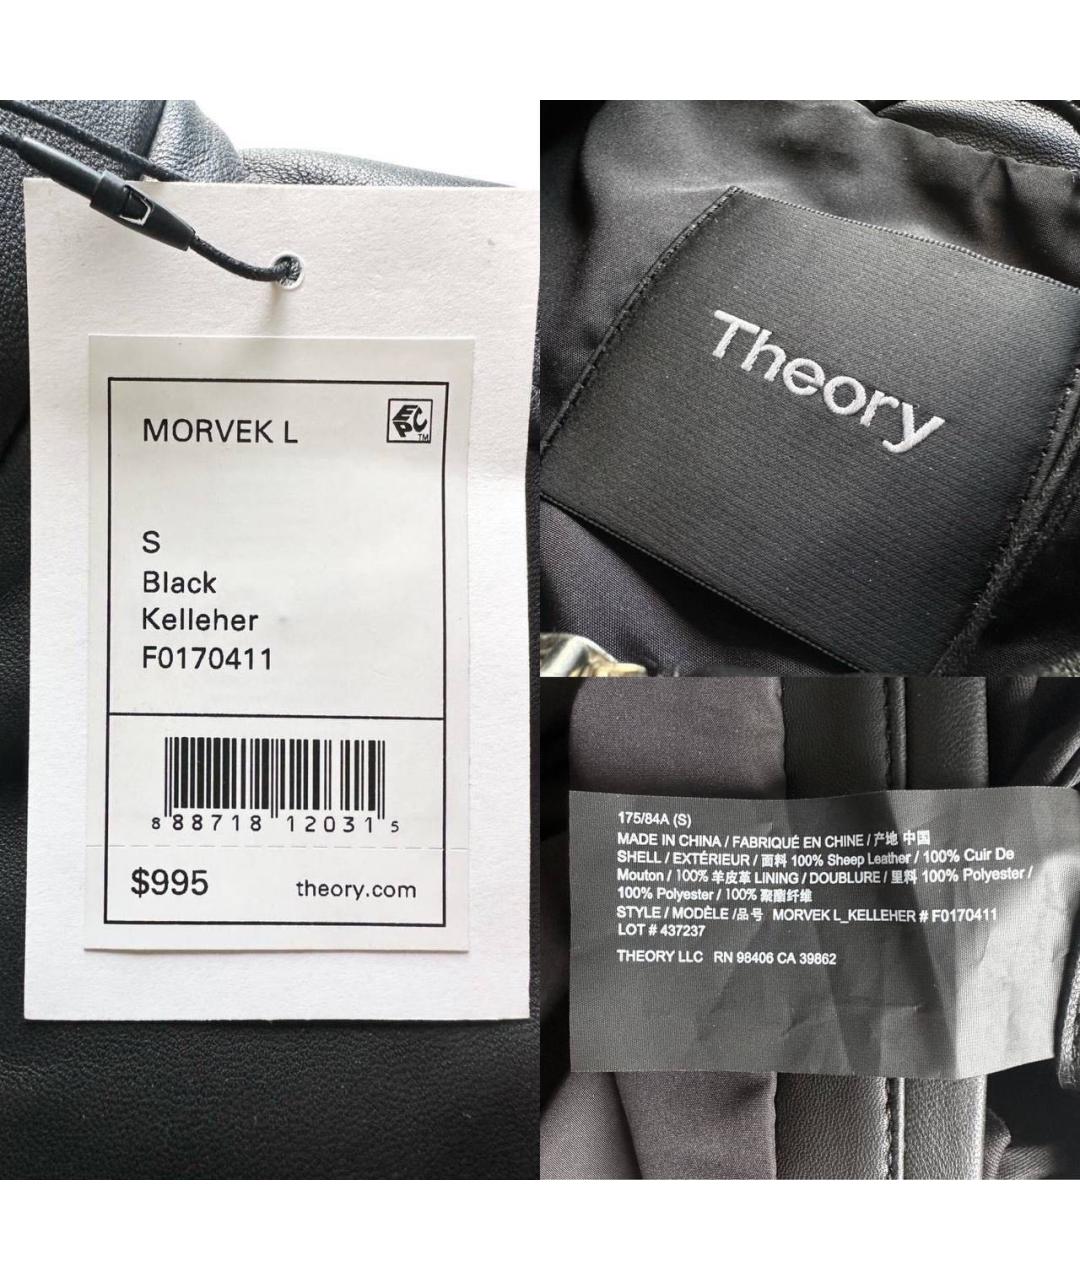 MORVEK L
EPC
TM
S
Black
Kelleher
F0170411
8 88718 12031 5
$995
theory.com
Theory
175/84A (S)
MADE IN CHINA / FABRIQUÉ EN CHINE / 产地 中国
SHELL / EXTÉRIEUR / 面料 100% Sheep Leather / 100% Cuir De
Mouton / 100% 羊皮革 LINING / DOUBLURE / 里料 100% Polyester /
100% Polyester / 100% 聚酯纤维
STYLE / MODÈLE /品号 MORVEK L_KELLEHER # F0170411
LOT # 437237
THEORY LLC RN 98406 CA 39862